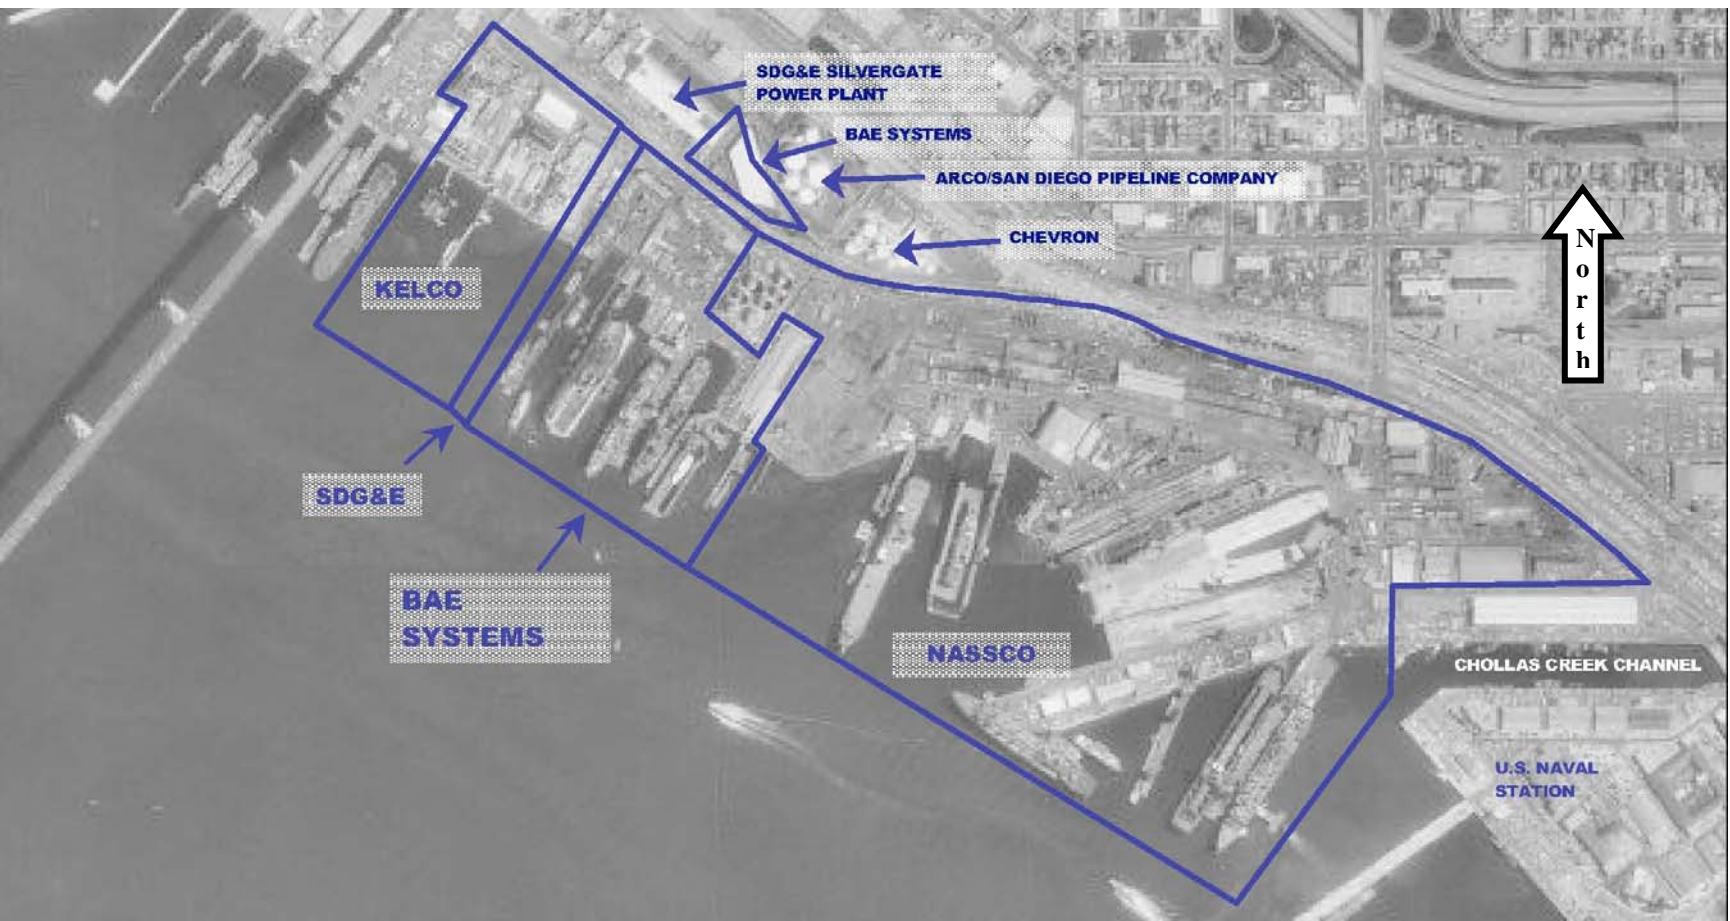 SDG&E SILVERGATE
POWER PLANT
BAE SYSTEMS
ARCO/SAN DIEGO PIPELINE COMPANY
CHEVRON
North
KELCO
SDG&E
BAE
SYSTEMS
NASSCO
CHOLLAS CREEK CHANNEL
U.S. NAVAL
STATION